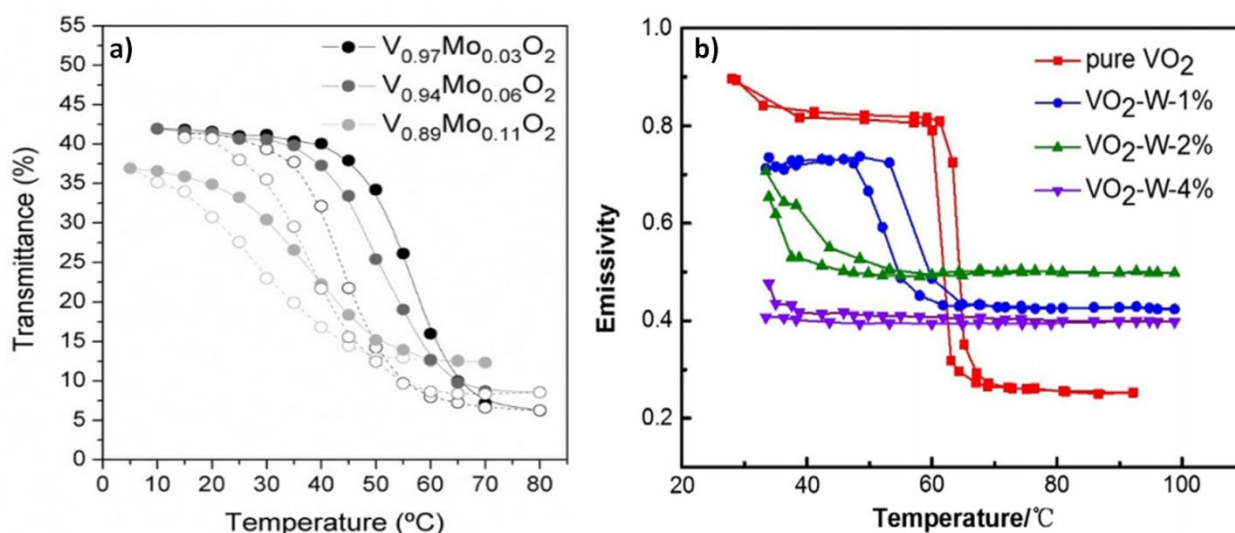 a)
V0.97Mo0.03O2
V0.94Mo0.06O2
V0.89Mo0.11O2
Transmittance (%)
55
50
45
40
35
30
25
20
15
10
5
0
0 10 20 30 40 50 60 70 80
Temperature (ºC)
b)
pure VO2
VO2-W-1%
VO2-W-2%
VO2-W-4%
Emissivity
1.0
0.8
0.6
0.4
0.2
20 40 60 80 100
Temperature/℃